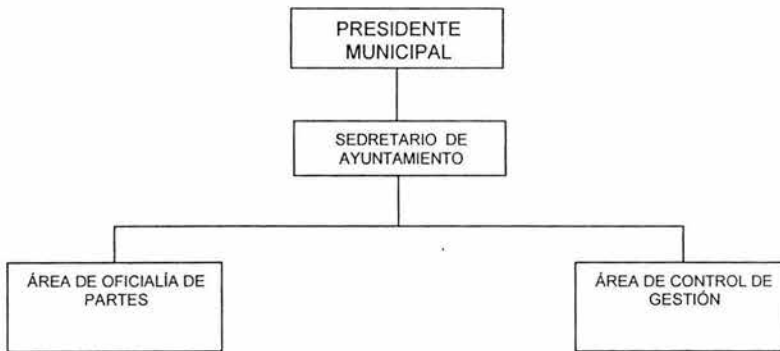 PRESIDENTE
MUNICIPAL
SEDRETARIO DE
AYUNTAMIENTO
ÁREA DE OFICIALÍA DE
PARTES
ÁREA DE CONTROL DE
GESTIÓN